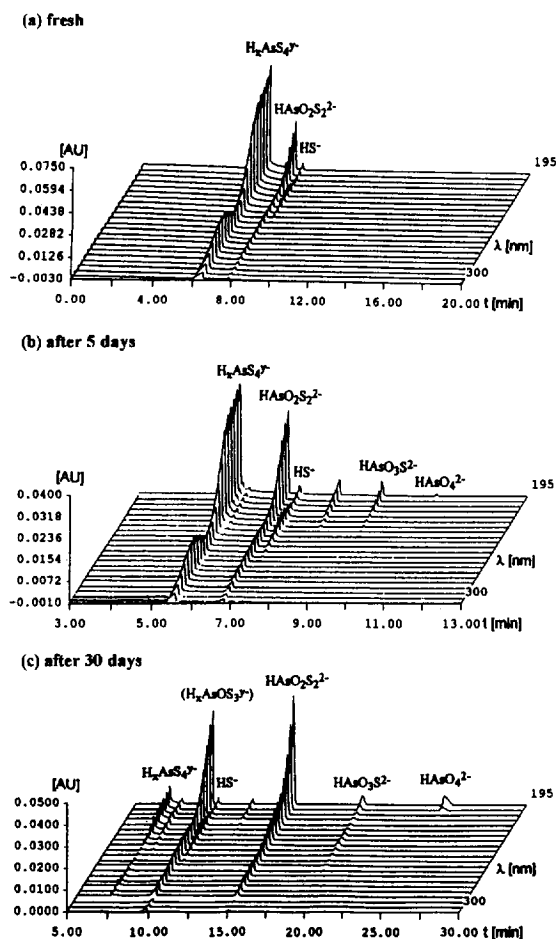 (a) fresh
HₓAsS₄ʸ⁻
HAsO₂S₂²⁻
HS⁻
[AU]
0.0750
0.0594
0.0438
0.0282
0.0126
-0.0030
0.00 4.00 8.00 12.00 16.00 20.00 t [min]
195
λ [nm]
300
(b) after 5 days
HₓAsS₄ʸ⁻
HAsO₂S₂²⁻
HS⁻
HAsO₃S²⁻
HAsO₄²⁻
0.0400
0.0318
0.0236
0.0154
0.0072
-0.0010
3.00 5.00 7.00 9.00 11.00 13.00 t [min]
195
λ [nm]
300
(c) after 30 days
(HₓAsOS₃ʸ⁻)
HAsO₂S₂²⁻
HₓAsS₄ʸ⁻
HS⁻
HAsO₃S²⁻
HAsO₄²⁻
[AU]
0.0500
0.0400
0.0300
0.0200
0.0100
0.0000
5.00 10.00 15.00 20.00 25.00 30.00 t [min]
195
λ [nm]
300